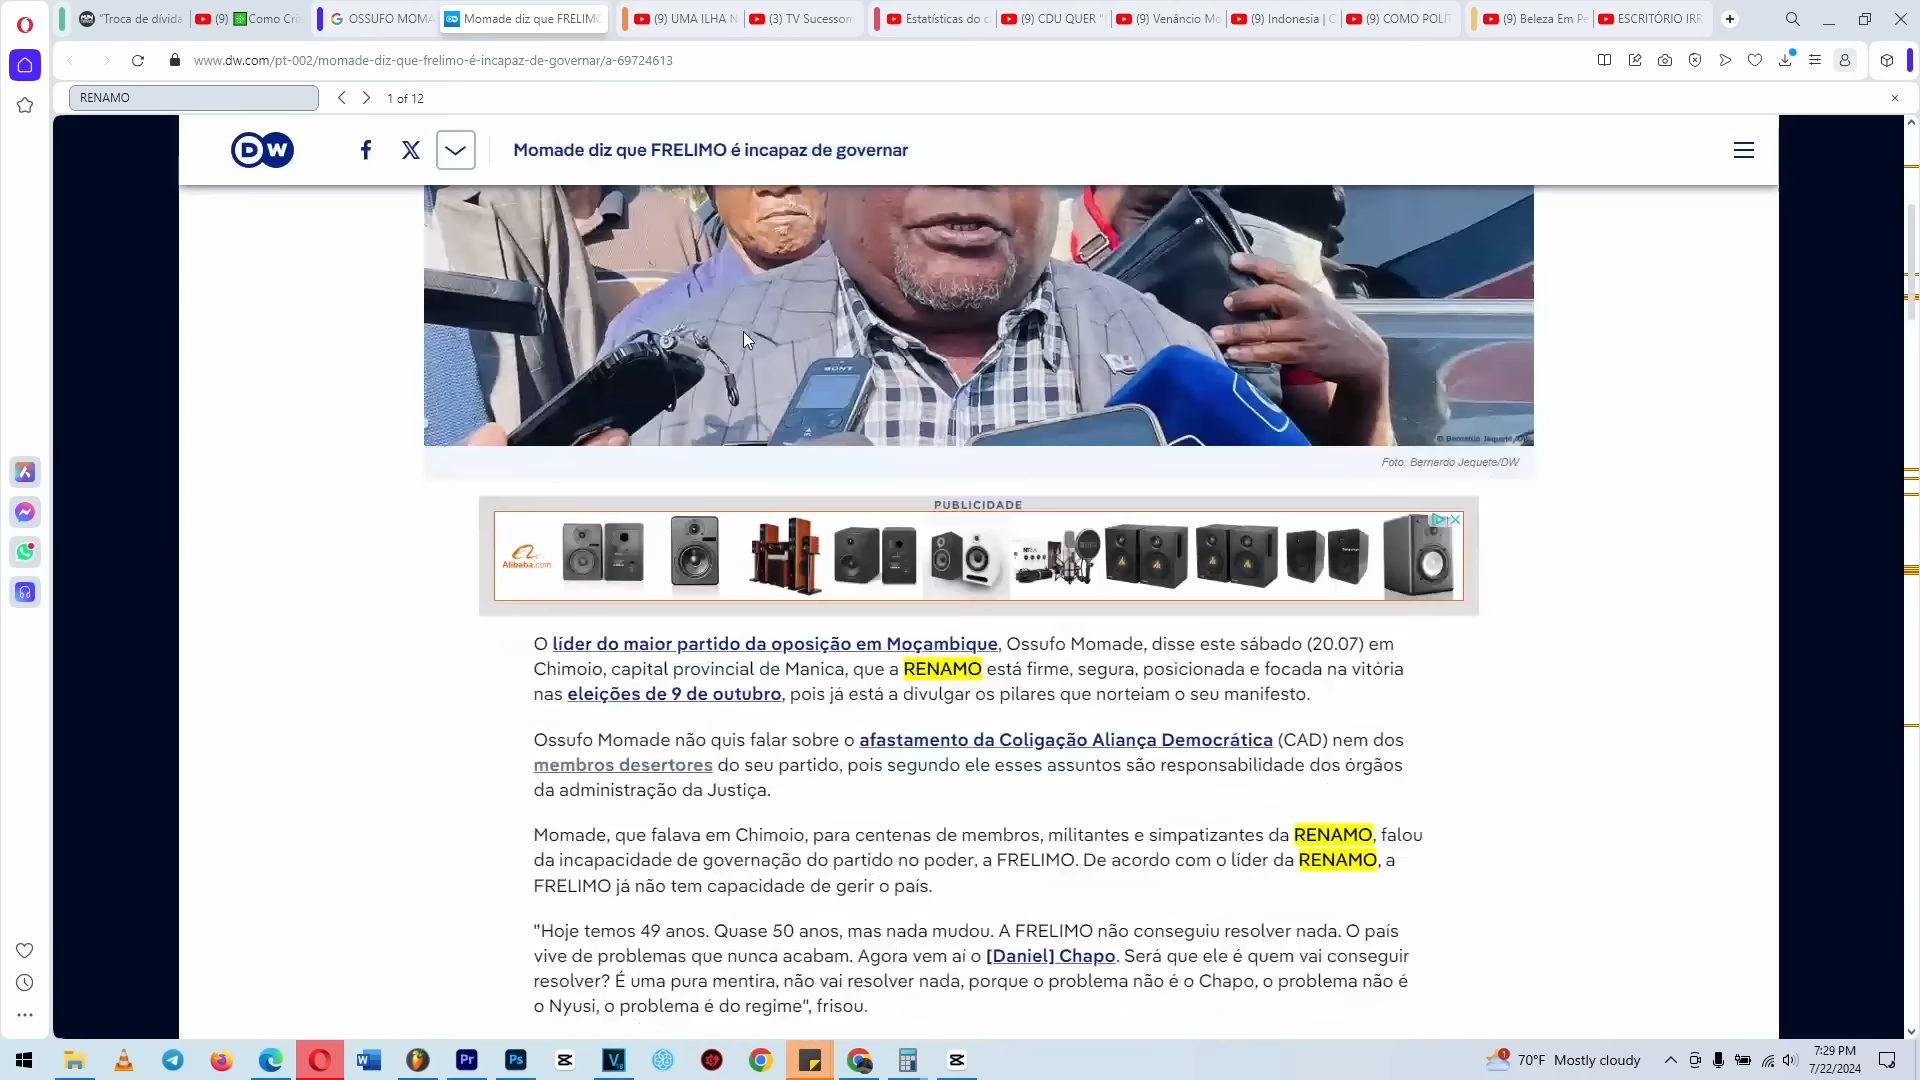 "Troca de dívida
(9)
Como Cri
OSSUFO MOMA
Momade diz que FRELIMO
(9) UMA ILHA N
(3) TV Sucessom
Estatísticas do c
(9) CDU QUER "
(9) Venâncio Mo
(9) Indonesia | C
(9) COMO POLÍT
(9) Beleza Em Pe
ESCRITÓRIO IRR
www.dw.com/pt-002/momade-diz-que-frelimo-é-incapaz-de-governar/a-69724613
RENAMO
1 of 12
DW
Momade diz que FRELIMO é incapaz de governar
SONY
© Bernardo Jequete/DW
Foto: Bernardo Jequete/DW
PUBLICIDADE
Alibaba.com
O líder do maior partido da oposição em Moçambique, Ossufo Momade, disse este sábado (20.07) em
Chimoio, capital provincial de Manica, que a RENAMO está firme, segura, posicionada e focada na vitória
nas eleições de 9 de outubro, pois já está a divulgar os pilares que norteiam o seu manifesto.
Ossufo Momade não quis falar sobre o afastamento da Coligação Aliança Democrática (CAD) nem dos
membros desertores do seu partido, pois segundo ele esses assuntos são responsabilidade dos órgãos
da administração da Justiça.
Momade, que falava em Chimoio, para centenas de membros, militantes e simpatizantes da RENAMO, falou
da incapacidade de governação do partido no poder, a FRELIMO. De acordo com o líder da RENAMO, a
FRELIMO já não tem capacidade de gerir o país.
"Hoje temos 49 anos. Quase 50 anos, mas nada mudou. A FRELIMO não conseguiu resolver nada. O país
vive de problemas que nunca acabam. Agora vem aí o [Daniel] Chapo. Será que ele é quem vai conseguir
resolver? É uma pura mentira, não vai resolver nada, porque o problema não é o Chapo, o problema não é
o Nyusi, o problema é do regime", frisou.
70°F Mostly cloudy
7:29 PM
7/22/2024